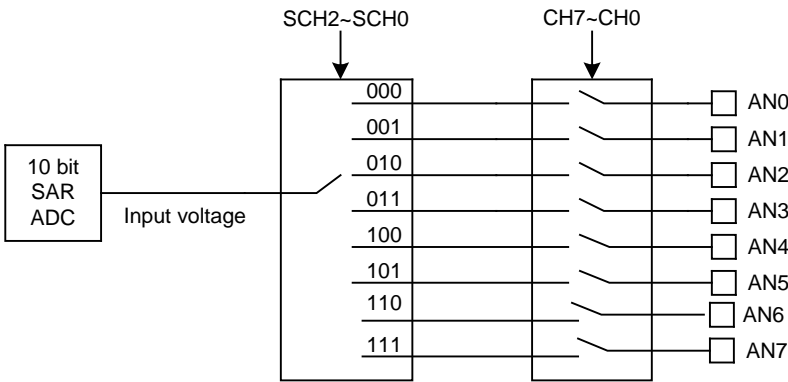 SCH2~SCH0 CH7~CH0
000 AN0
001 AN1
010 AN2
011 AN3
100 AN4
101 AN5
110 AN6
111 AN7
10 bit
SAR
ADC
Input voltage